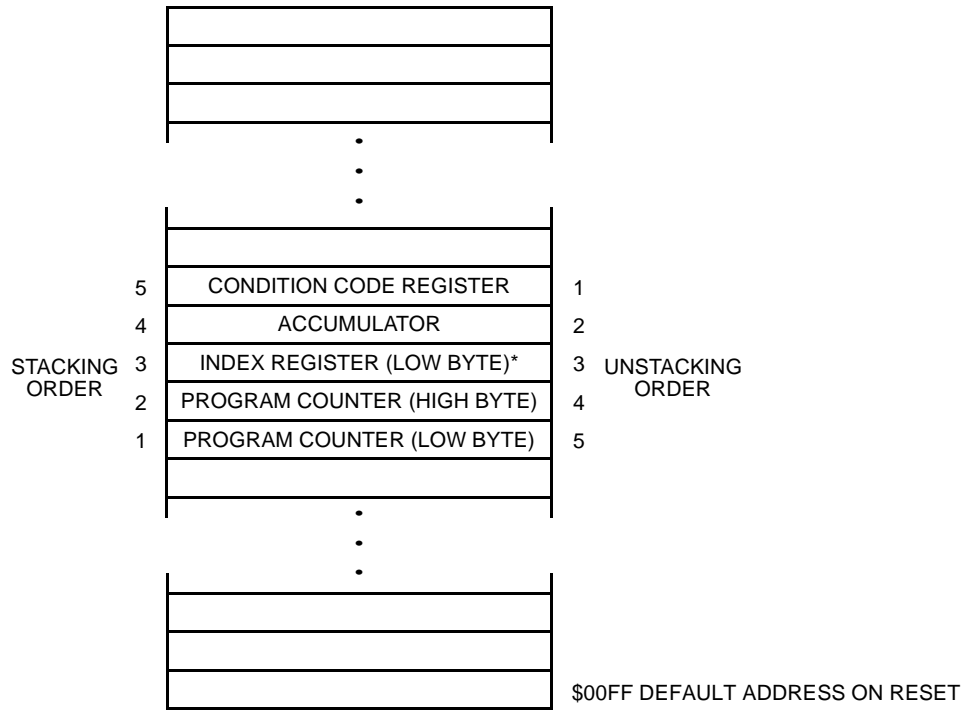 5 CONDITION CODE REGISTER 1
4 ACCUMULATOR 2
STACKING ORDER
3 INDEX REGISTER (LOW BYTE)* 3
UNSTACKING ORDER
2 PROGRAM COUNTER (HIGH BYTE) 4
1 PROGRAM COUNTER (LOW BYTE) 5
$00FF DEFAULT ADDRESS ON RESET